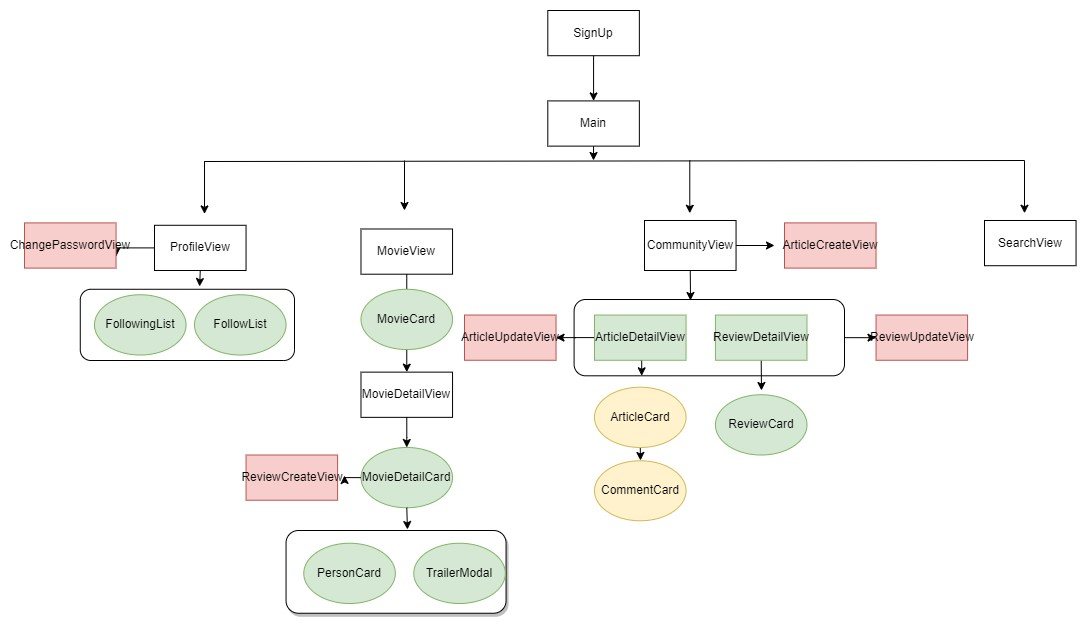 SignUp
Main
ChangePasswordView
ProfileView
MovieView
CommunityView
ArticleCreateView
SearchView
FollowingList
FollowList
MovieCard
ArticleUpdateView
ArticleDetailView
ReviewDetailView
ReviewUpdateView
MovieDetailView
ArticleCard
ReviewCard
ReviewCreateView
MovieDetailCard
CommentCard
PersonCard
TrailerModal